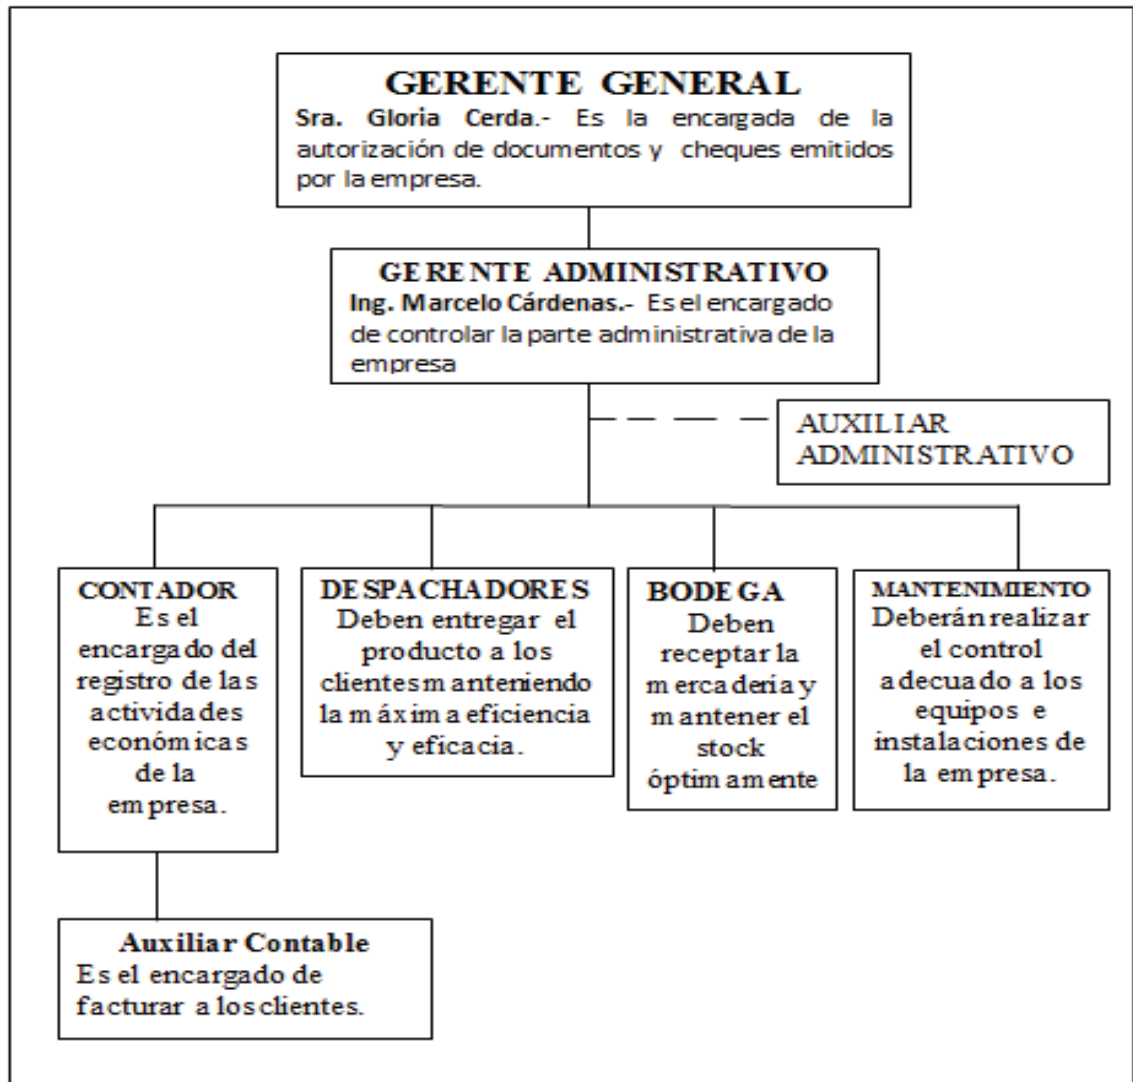 GERENTE GENERAL
Sra. Gloria Cerda.- Es la encargada de la
autorización de documentos y cheques emitidos
por la empresa.
GERENTE ADMINISTRATIVO
Ing. Marcelo Cárdenas.- Es el encargado
de controlar la parte administrativa de la
empresa
AUXILIAR
ADMINISTRATIVO
CONTADOR
Es el
encargado del
registro de las
actividades
económicas
de la
empresa.
DESPACHADORES
Deben entregar el
producto a los
clientes manteniendo
la máxima eficiencia
y eficacia.
BODEGA
Deben
receptar la
mercadería y
mantener el
stock
óptimamente
MANTENIMIENTO
Deberán realizar
el control
adecuado a los
equipos e
instalaciones de
la empresa.
Auxiliar Contable
Es el encargado de
facturar a los clientes.